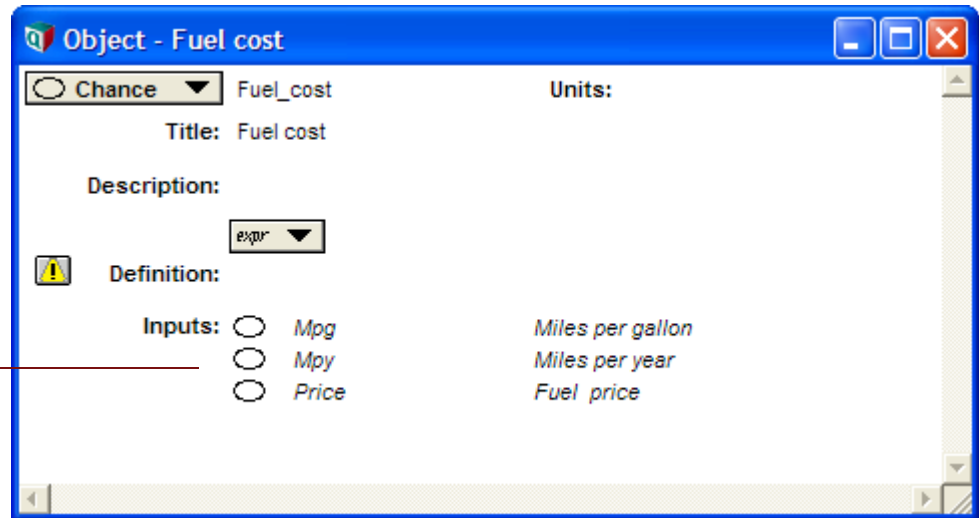 Object - Fuel cost
Chance Fuel_cost Units:
Title: Fuel cost
Description:
expr
Definition:
Inputs: Mpg Miles per gallon
Mpy Miles per year
Price Fuel price